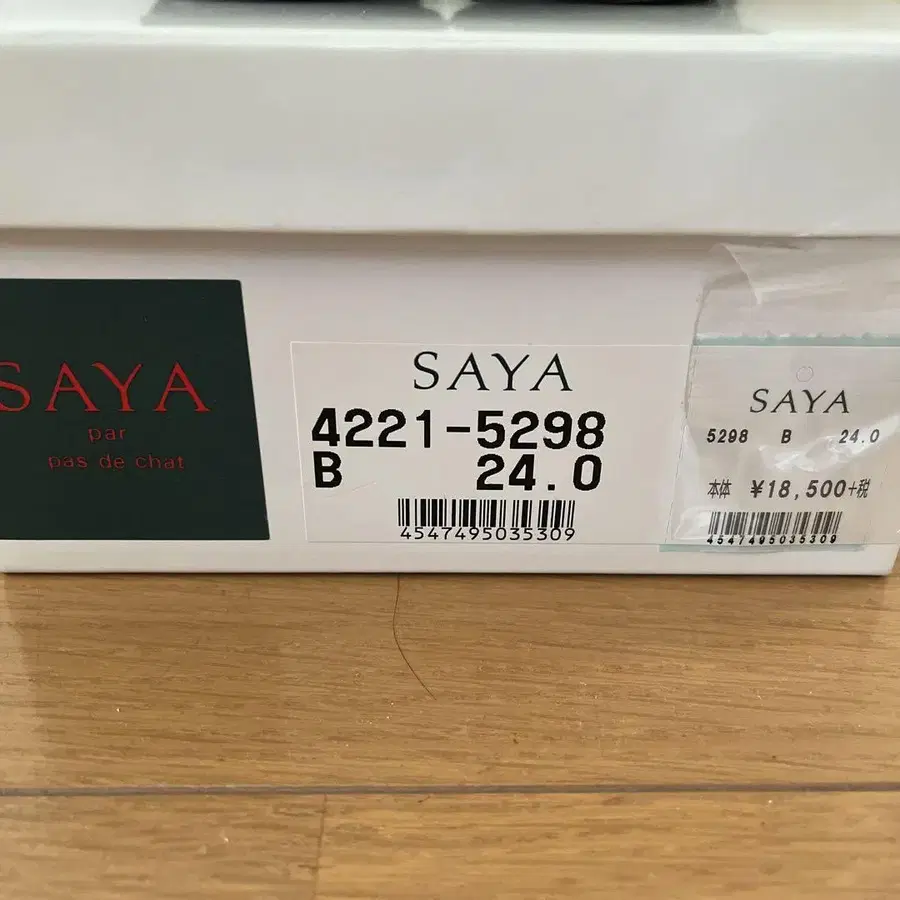 SAYA
par
pas de chat
SAYA
4221-5298
B 24.0
4547495035309
SAYA
5298 B 24.0
本体 ¥18,500+税
4547495035309